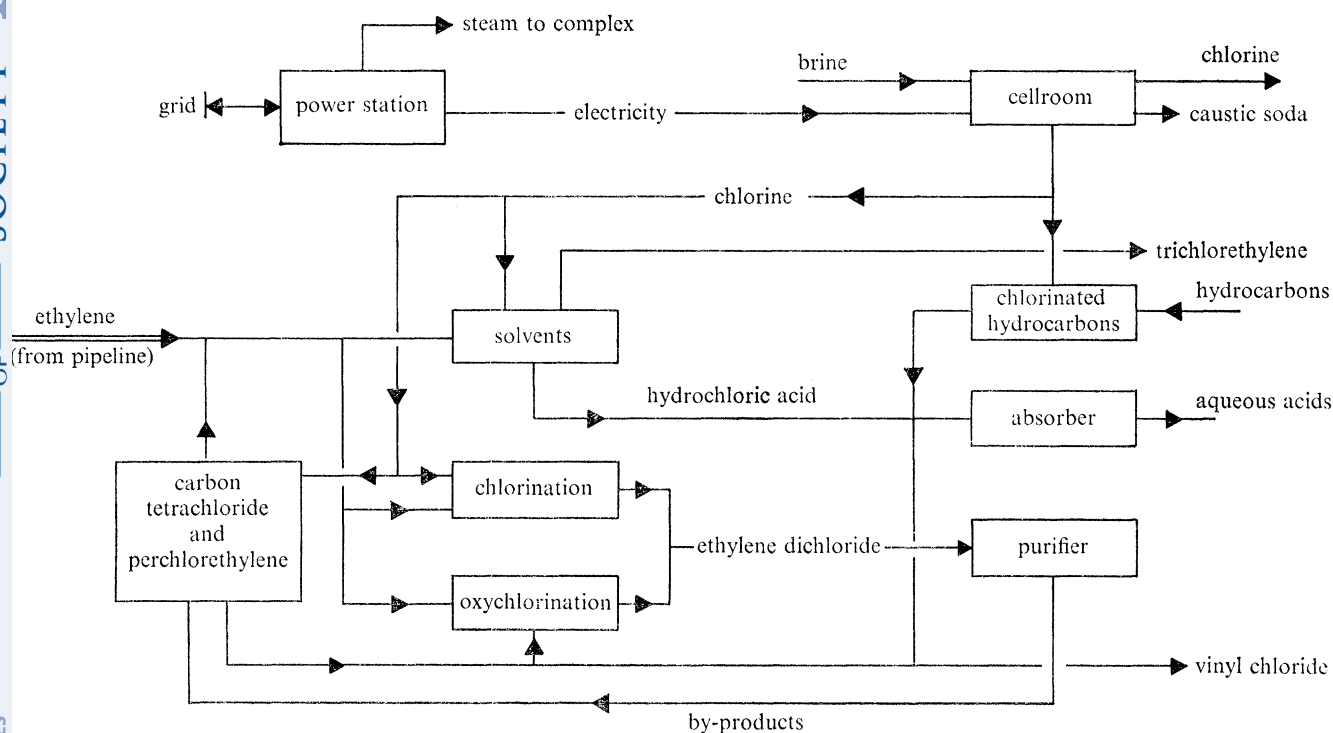 SOCIETY
OF
steam to complex
grid
power station
electricity
brine
cellroom
chlorine
caustic soda
chlorine
trichlorethylene
chlorinated
hydrocarbons
hydrocarbons
ethylene
(from pipeline)
solvents
hydrochloric acid
absorber
aqueous acids
carbon
tetrachloride
and
perchlorethylene
chlorination
ethylene dichloride
purifier
oxychlorination
vinyl chloride
by-products